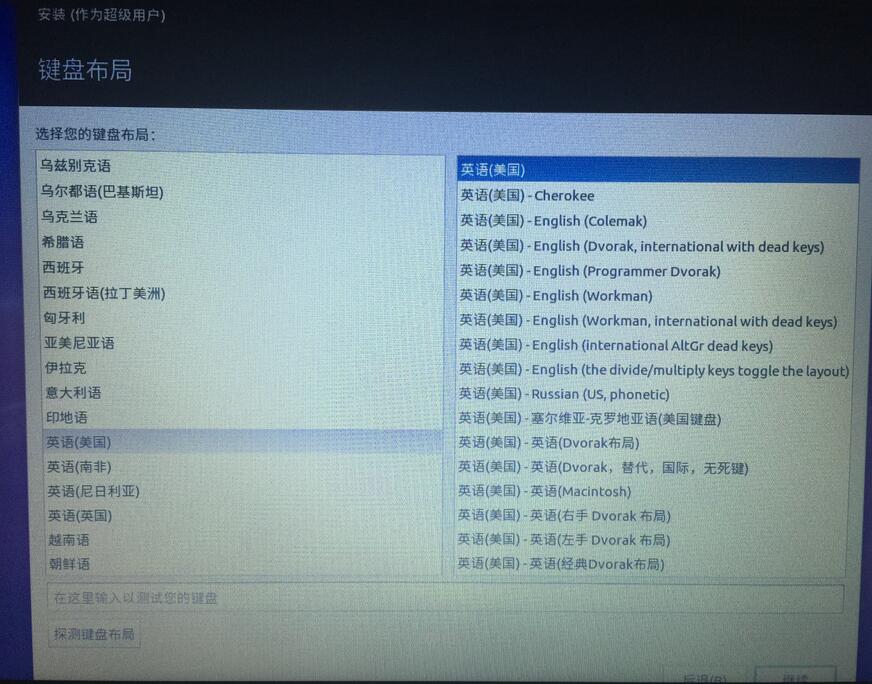 安装 (作为超级用户)
键盘布局
选择您的键盘布局：
乌兹别克语
乌尔都语(巴基斯坦)
乌克兰语
希腊语
西班牙
西班牙语(拉丁美洲)
匈牙利
亚美尼亚语
伊拉克
意大利语
印地语
英语(美国)
英语(南非)
英语(尼日利亚)
英语(英国)
越南语
朝鲜语
英语(美国)
英语(美国) - Cherokee
英语(美国) - English (Colemak)
英语(美国) - English (Dvorak, international with dead keys)
英语(美国) - English (Programmer Dvorak)
英语(美国) - English (Workman)
英语(美国) - English (Workman, international with dead keys)
英语(美国) - English (international AltGr dead keys)
英语(美国) - English (the divide/multiply keys toggle the layout)
英语(美国) - Russian (US, phonetic)
英语(美国) - 塞尔维亚-克罗地亚语(美国键盘)
英语(美国) - 英语(Dvorak布局)
英语(美国) - 英语(Dvorak，替代，国际，无死键)
英语(美国) - 英语(Macintosh)
英语(美国) - 英语(右手 Dvorak 布局)
英语(美国) - 英语(左手 Dvorak 布局)
英语(美国) - 英语(经典Dvorak布局)
在这里输入以测试您的键盘
探测键盘布局
后退(B)
继续